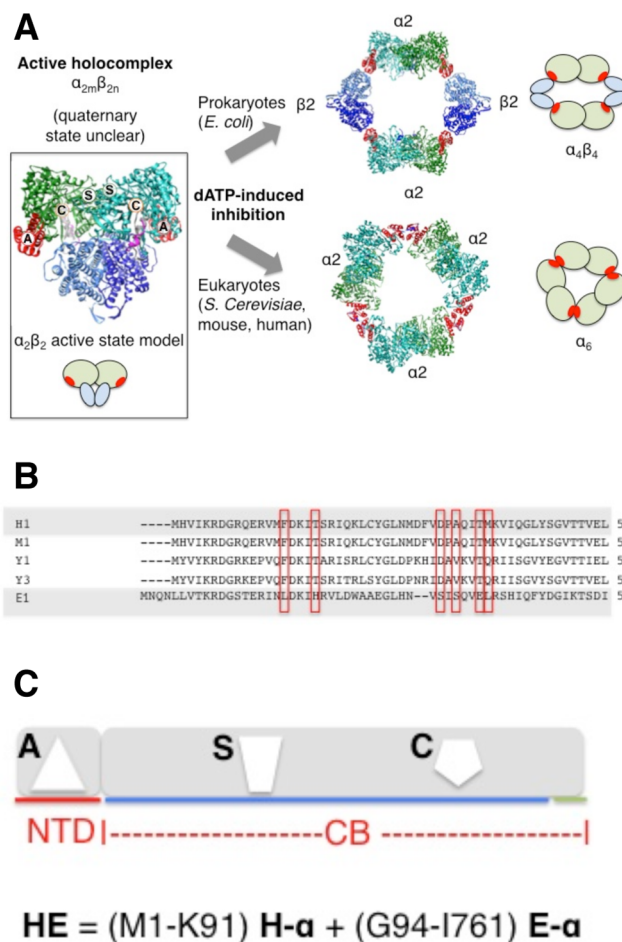 A
Active holocomplex
α2mβ2n
(quaternary
state unclear)
S S
C C
A A
α2β2 active state model
Prokaryotes
(E. coli)
dATP-induced
inhibition
Eukaryotes
(S. Cerevisiae,
mouse, human)
α2
β2 β2
α2
α4β4
α2
α2
α2
α6
B
H1 ----MHVIKRDGRQERVMFDKITSRIQKLCYGLNMDFVDPAQITMKVIQGLYSGVTTVEL 5
M1 ----MHVIKRDGRQERVMFDKITSRIQKLCYGLNMDFVDPAQITMKVIQGLYSGVTTVEL 5
Y1 ----MYVYKRDGRKEPVQFDKITARISRLCYGLDPKHIDAVKVTQRIISGVYEGVTTIEL 5
Y3 ----MYVIKRDGRKEPVQFDKITSRITRLSYGLDPNRIDAVKVTQRIISGVYSGVTTVEL 5
E1 MNQNLLVTKRDGSTERINLDKIHRVLDWAAEGLHN--VSISQVELRSHIQFYDGIKTSDI 5
C
A S C
NTD |----------------CB ---------------|
HE = (M1-K91) H-α + (G94-I761) E-α